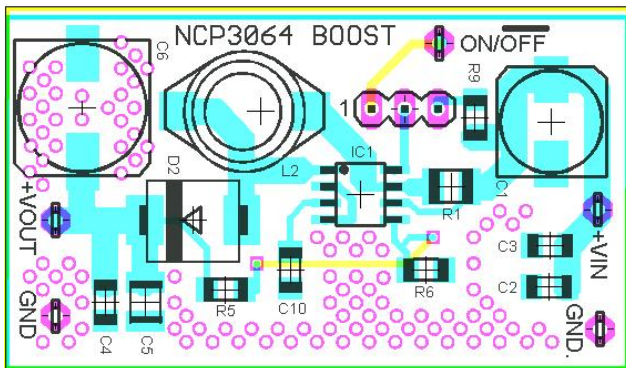 NCP3064 BOOST
ON/OFF
C6
R9
1
IC1
D2
L2
C1
R1
+VOUT
+VIN
C3
C2
R6
R5
C10
GND
C4
C5
GND.